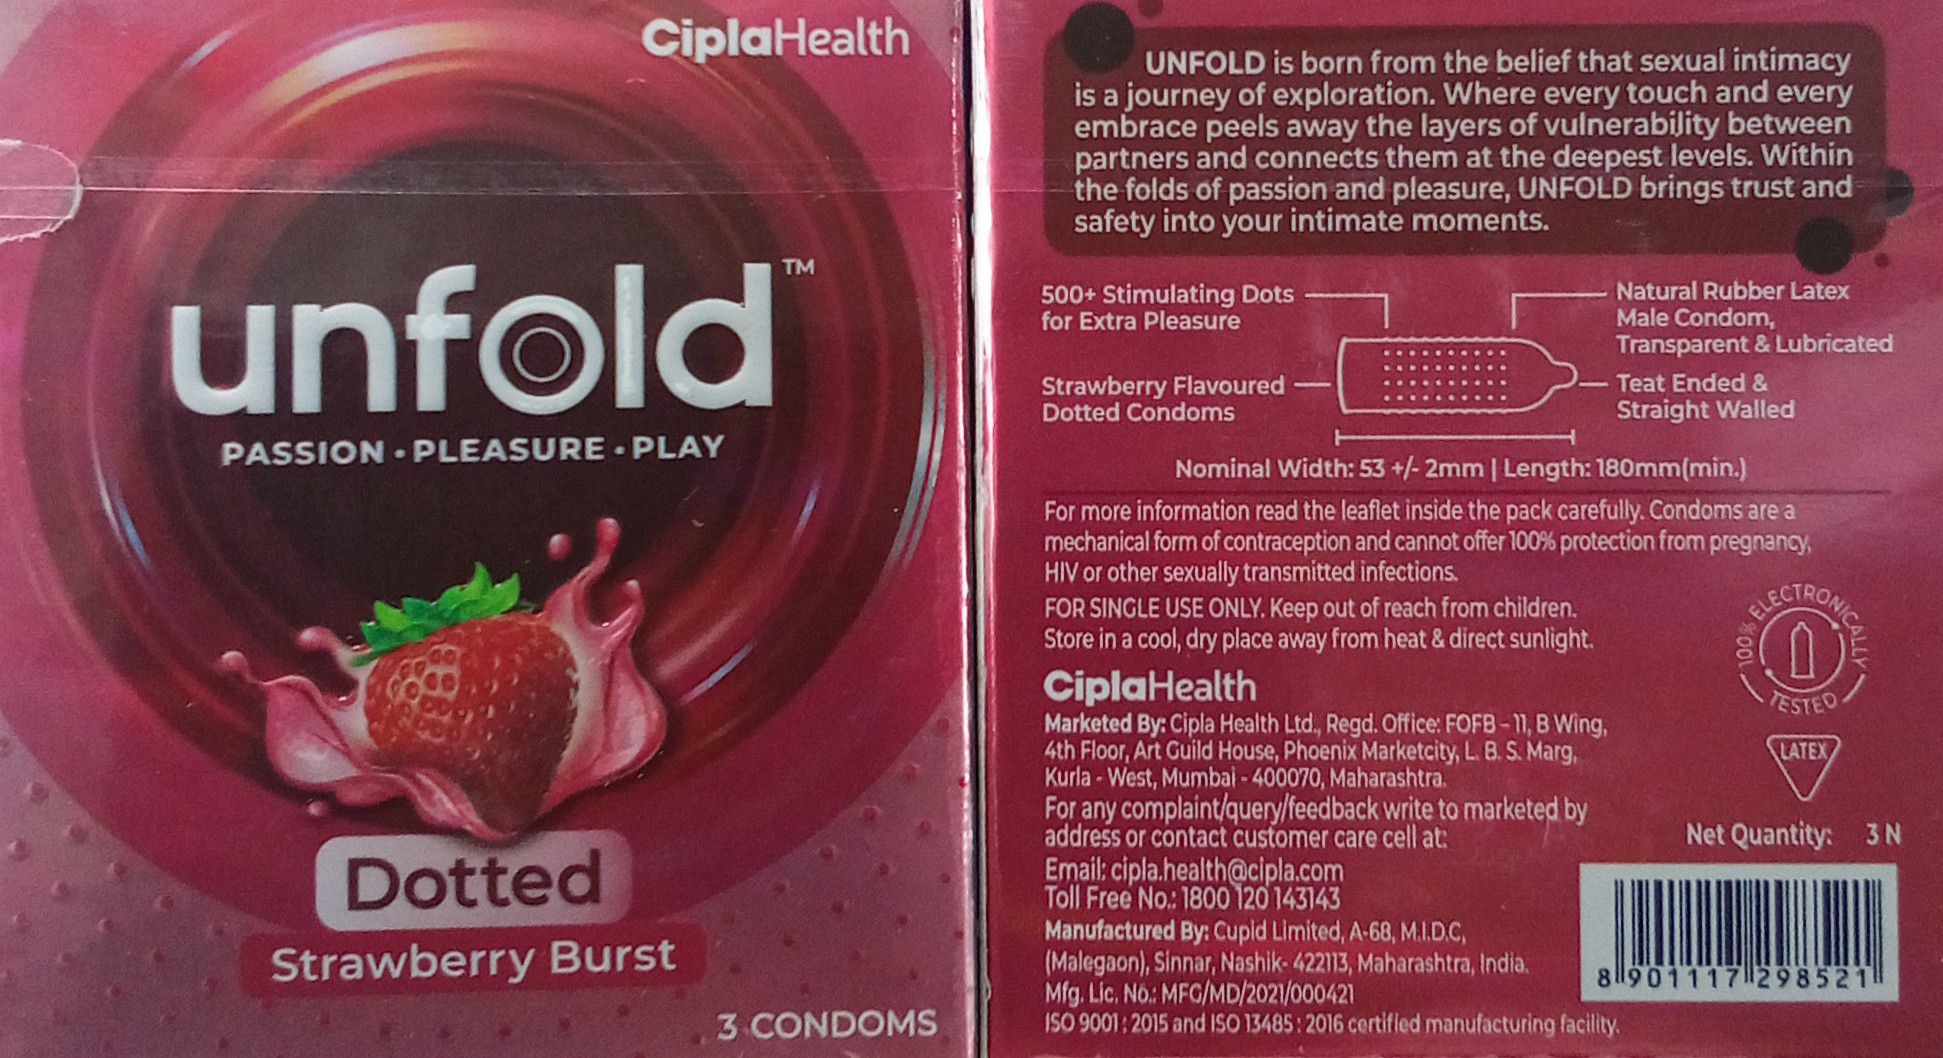 CiplaHealth
unfold™
PASSION • PLEASURE • PLAY
Dotted
Strawberry Burst
3 CONDOMS
UNFOLD is born from the belief that sexual intimacy
is a journey of exploration. Where every touch and every
embrace peels away the layers of vulnerability between
partners and connects them at the deepest levels. Within
the folds of passion and pleasure, UNFOLD brings trust and
safety into your intimate moments.
500+ Stimulating Dots
for Extra Pleasure
Natural Rubber Latex
Male Condom,
Transparent & Lubricated
Strawberry Flavoured
Dotted Condoms
Teat Ended &
Straight Walled
Nominal Width: 53 +/- 2mm | Length: 180mm(min.)
For more information read the leaflet inside the pack carefully. Condoms are a
mechanical form of contraception and cannot offer 100% protection from pregnancy,
HIV or other sexually transmitted infections.
FOR SINGLE USE ONLY. Keep out of reach from children.
Store in a cool, dry place away from heat & direct sunlight.
100% ELECTRONICALLY
TESTED
CiplaHealth
Marketed By: Cipla Health Ltd., Regd. Office: FOFB – 11, B Wing,
4th Floor, Art Guild House, Phoenix Marketcity, L. B. S. Marg,
Kurla - West, Mumbai - 400070, Maharashtra.
LATEX
For any complaint/query/feedback write to marketed by
address or contact customer care cell at:
Email: cipla.health@cipla.com
Toll Free No.: 1800 120 143143
Net Quantity: 3 N
Manufactured By: Cupid Limited, A-68, M.I.D.C,
(Malegaon), Sinnar, Nashik- 422113, Maharashtra, India.
Mfg. Lic. No.: MFG/MD/2021/000421
ISO 9001 : 2015 and ISO 13485 : 2016 certified manufacturing facility.
8 901117 298521